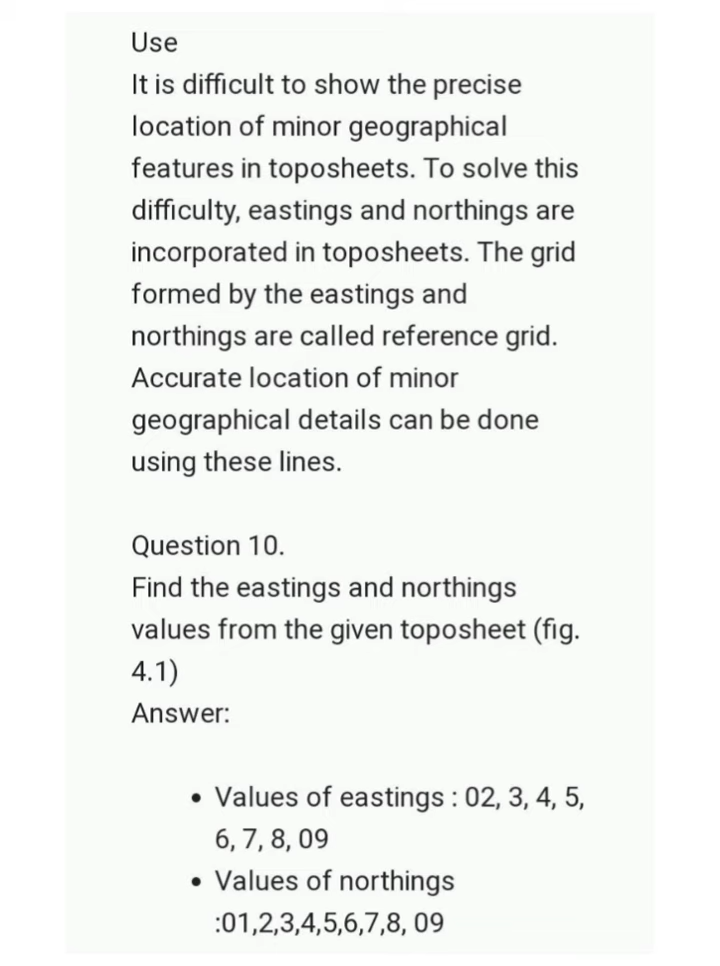 Use
It is difficult to show the precise
location of minor geographical
features in toposheets. To solve this
difficulty, eastings and northings are
incorporated in toposheets. The grid
formed by the eastings and
northings are called reference grid.
Accurate location of minor
geographical details can be done
using these lines.
Question 10.
Find the eastings and northings
values from the given toposheet (fig.
4.1)
Answer:
• Values of eastings : 02, 3, 4, 5,
6, 7, 8, 09
• Values of northings
:01,2,3,4,5,6,7,8, 09